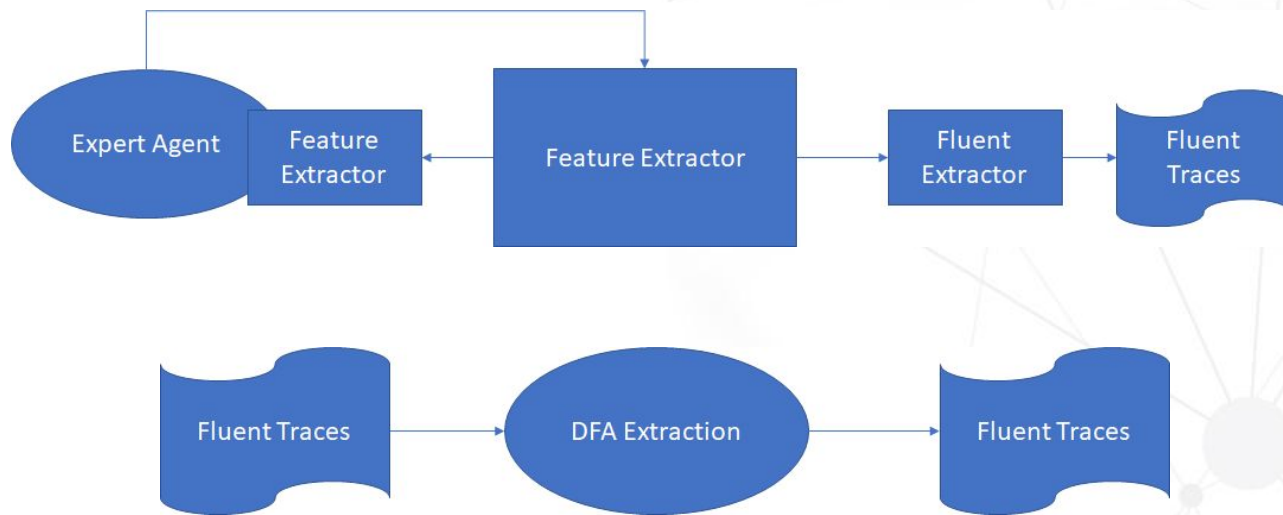 Expert Agent
Feature
Extractor
Feature Extractor
Fluent
Extractor
Fluent
Traces
Fluent Traces
DFA Extraction
Fluent Traces